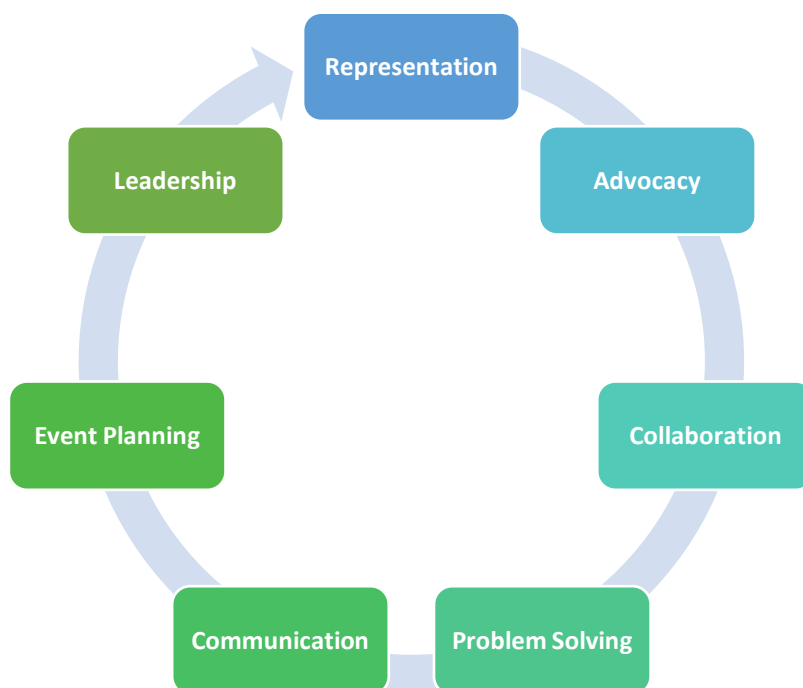 Representation
Advocacy
Collaboration
Problem Solving
Communication
Event Planning
Leadership